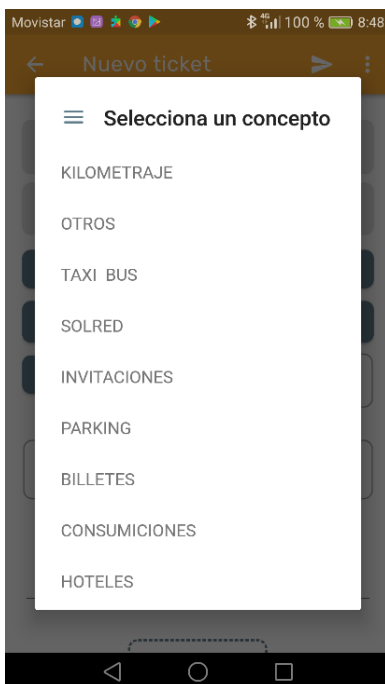 Movistar 4G 100 % 8:48
Nuevo ticket
Selecciona un concepto
KILOMETRAJE
OTROS
TAXI BUS
SOLRED
INVITACIONES
PARKING
BILLETES
CONSUMICIONES
HOTELES